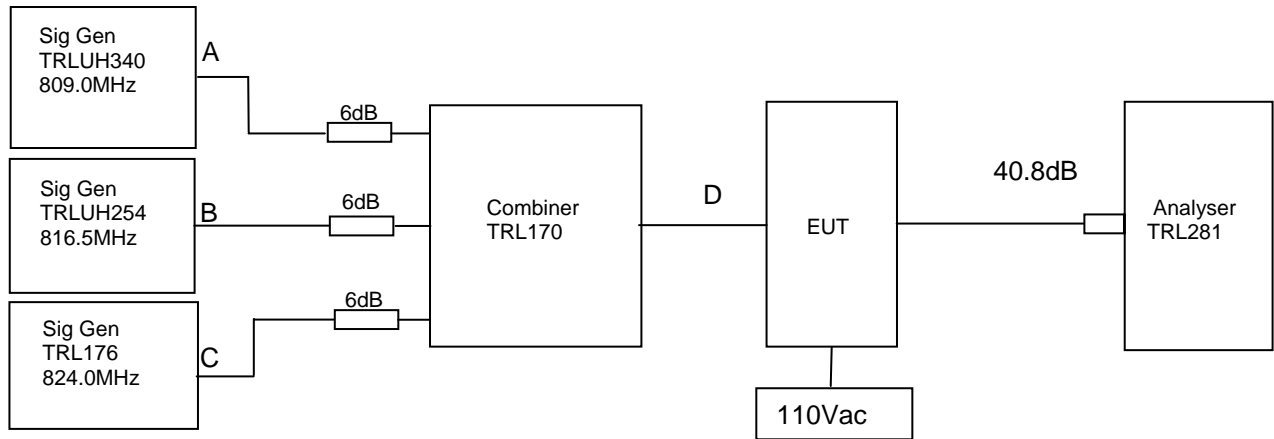 Sig Gen
TRLUH340
809.0MHz
A
6dB
Sig Gen
TRLUH254
816.5MHz
B
6dB
Sig Gen
TRL176
824.0MHz
C
6dB
Combiner
TRL170
D
EUT
110Vac
40.8dB
Analyser
TRL281